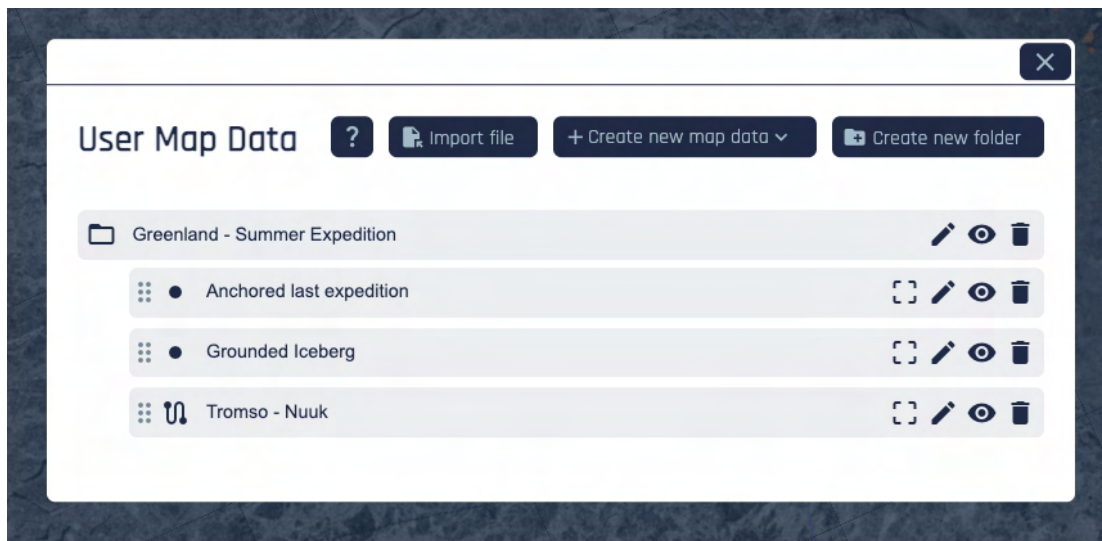 User Map Data ? Import file + Create new map data Create new folder
Greenland - Summer Expedition
Anchored last expedition
Grounded Iceberg
Tromso - Nuuk